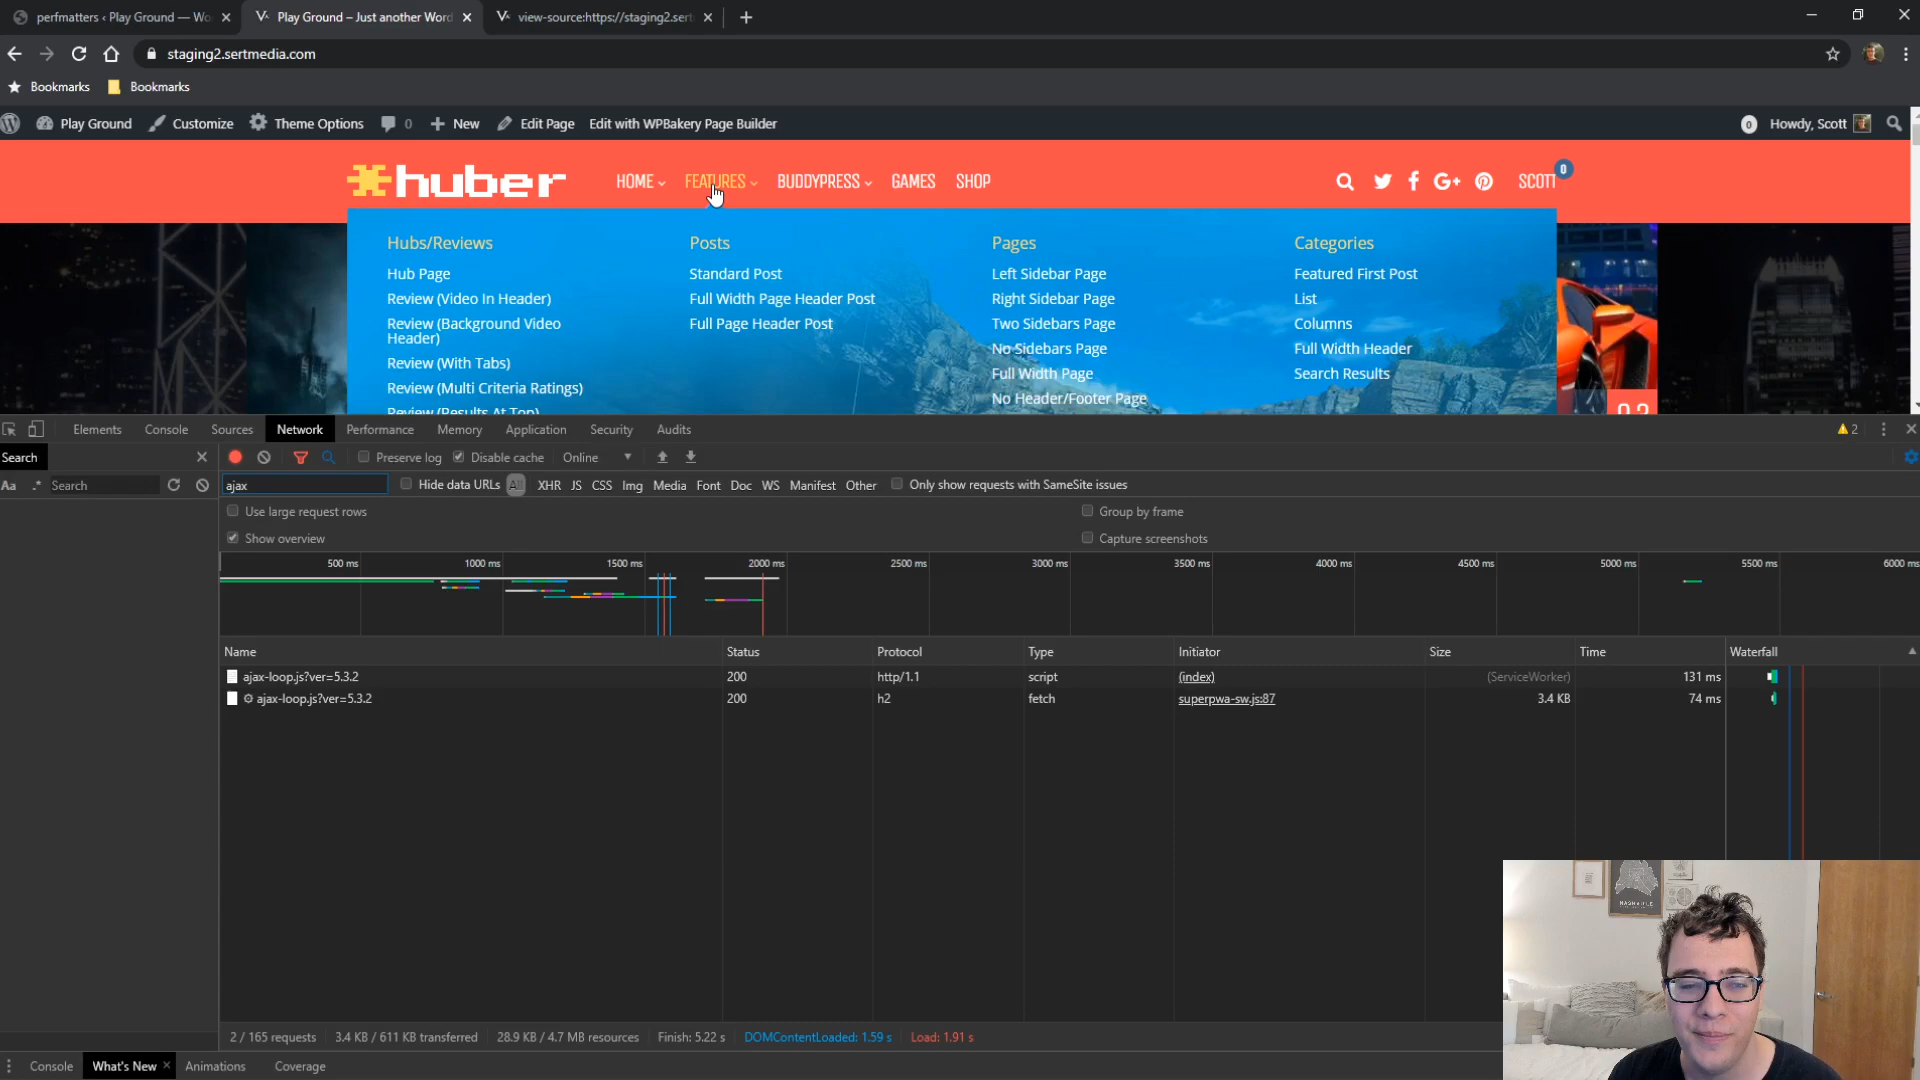 perfmatters ‹ Play Ground — Wo
Play Ground – Just another Word
view-source:https://staging2.sert
staging2.sertmedia.com
Bookmarks
Bookmarks
Play Ground
Customize
Theme Options
0
New
Edit Page
Edit with WPBakery Page Builder
0
Howdy, Scott
huber
HOME
FEATURES
BUDDYPRESS
GAMES
SHOP
SCOTT
0
Hubs/Reviews
Posts
Pages
Categories
Hub Page
Standard Post
Left Sidebar Page
Featured First Post
Review (Video In Header)
Full Width Page Header Post
Right Sidebar Page
List
Review (Background Video
Header)
Full Page Header Post
Two Sidebars Page
Columns
No Sidebars Page
Full Width Header
Review (With Tabs)
Full Width Page
Search Results
Review (Multi Criteria Ratings)
No Header/Footer Page
Review (Results At Top)
Elements
Console
Sources
Network
Performance
Memory
Application
Security
Audits
2
Search
Preserve log
Disable cache
Online
Aa
.*
Search
ajax
Hide data URLs
All
XHR
JS
CSS
Img
Media
Font
Doc
WS
Manifest
Other
Only show requests with SameSite issues
Use large request rows
Group by frame
Show overview
Capture screenshots
500 ms
1000 ms
1500 ms
2000 ms
2500 ms
3000 ms
3500 ms
4000 ms
4500 ms
5000 ms
5500 ms
6000 ms
Name
Status
Protocol
Type
Initiator
Size
Time
Waterfall
ajax-loop.js?ver=5.3.2
200
http/1.1
script
(index)
(ServiceWorker)
131 ms
ajax-loop.js?ver=5.3.2
200
h2
fetch
superpwa-sw.js:87
3.4 KB
74 ms
NASHVILLE
2 / 165 requests
3.4 KB / 611 KB transferred
28.9 KB / 4.7 MB resources
Finish: 5.22 s
DOMContentLoaded: 1.59 s
Load: 1.91 s
Console
What's New
Animations
Coverage